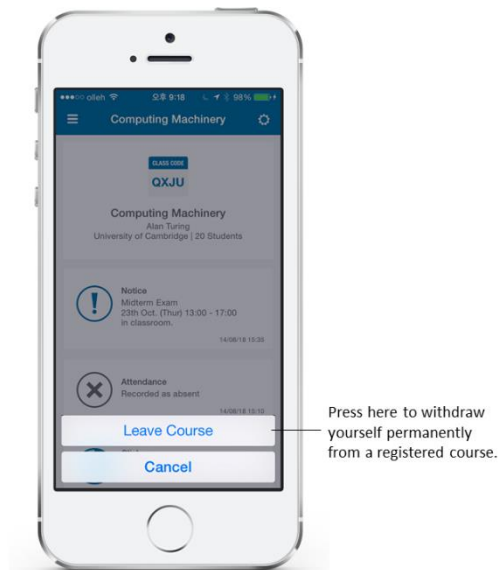 olleh 오후 9:18 98%
Computing Machinery
CLASS CODE
QXJU
Computing Machinery
Alan Turing
University of Cambridge | 20 Students
Notice
Midterm Exam
23th Oct. (Thur) 13:00 - 17:00
in classroom.
14/08/18 10:35
Attendance
Recorded as absent
14/08/18 10:10
Leave Course
Cancel
Press here to withdraw
yourself permanently
from a registered course.